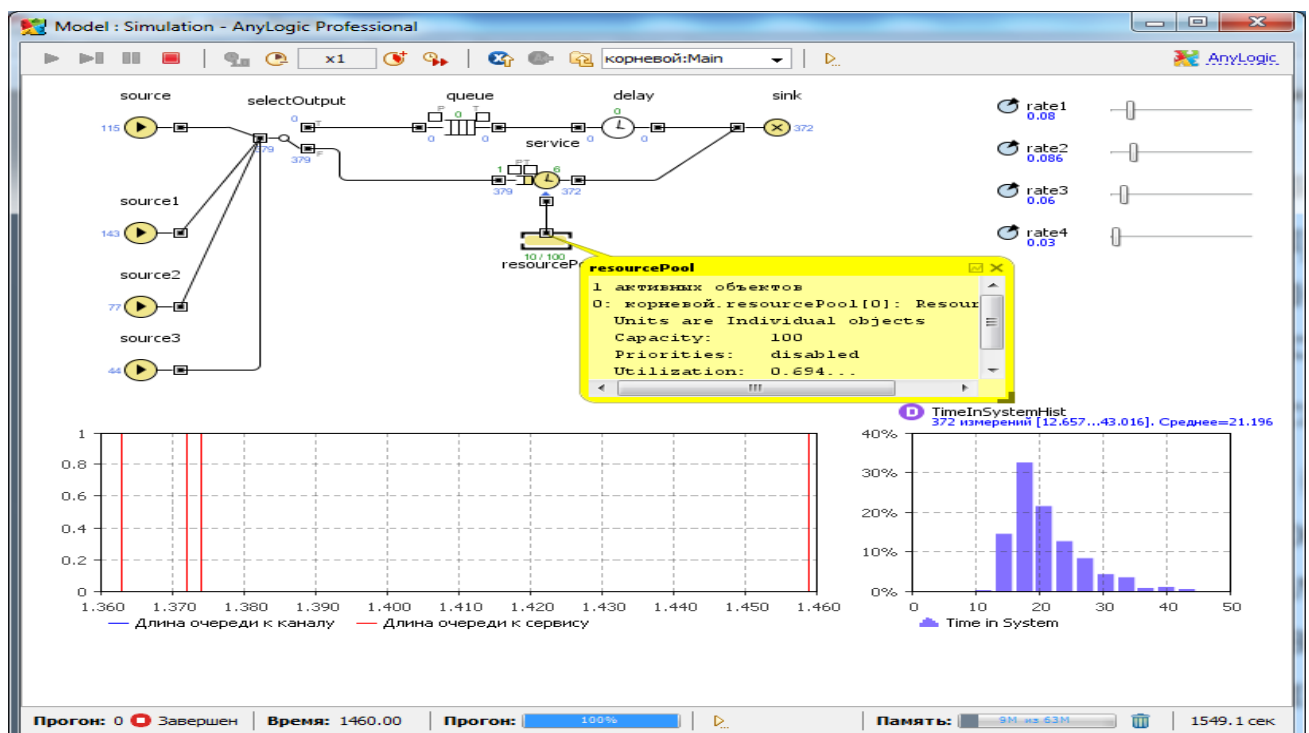 Model : Simulation - AnyLogic Professional
x1 корневой:Main AnyLogic
source selectOutput queue delay sink
115 0 T 379 379 F
P T 0 0 0
0 0 0
372
service
PT 1 6 379 372
source1
143
source2
77
source3
44
10 / 100
resourceP
rate1
0.08
rate2
0.086
rate3
0.06
rate4
0.03
resourcePool
1 активных объектов
0: корневой.resourcePool[0]: Resour
Units are Individual objects
Capacity: 100
Priorities: disabled
Utilization: 0.694...
1
0.8
0.6
0.4
0.2
0
1.360 1.370 1.380 1.390 1.400 1.410 1.420 1.430 1.440 1.450 1.460
Длина очереди к каналу Длина очереди к сервису
D TimeInSystemHist
372 измерений [12.657...43.016]. Среднее=21.196
40%
30%
20%
10%
0%
0 10 20 30 40 50
Time in System
Прогон: 0 Завершен Время: 1460.00 Прогон: 100% Память: 9M из 63M 1549.1 сек